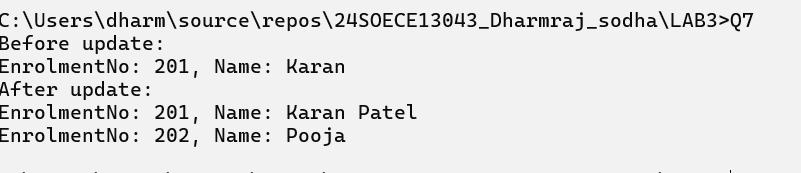 C:\Users\dharm\source\repos\24SOECE13043_Dharmraj_sodha\LAB3>Q7
Before update:
EnrolmentNo: 201, Name: Karan
After update:
EnrolmentNo: 201, Name: Karan Patel
EnrolmentNo: 202, Name: Pooja